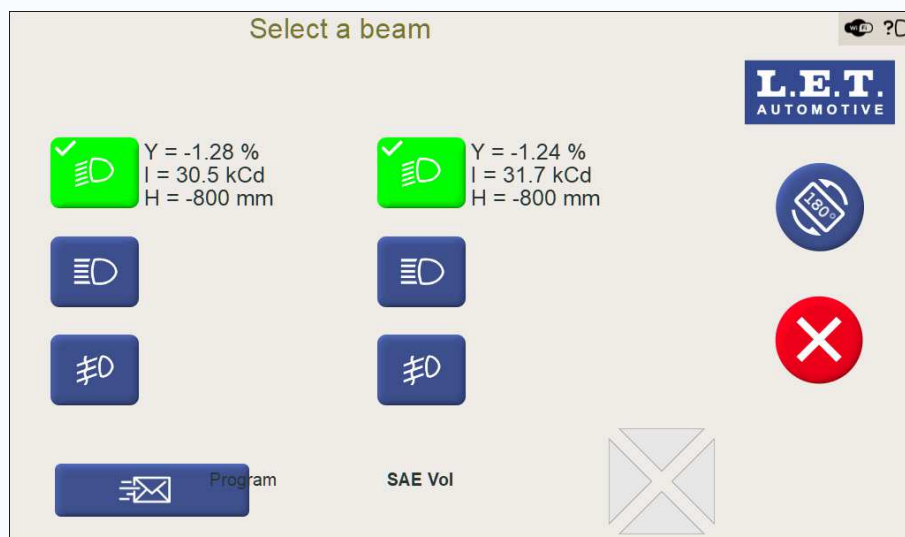 Select a beam
WiFi ?
L.E.T.
AUTOMOTIVE
Y = -1.28 %
I = 30.5 kCd
H = -800 mm
Y = -1.24 %
I = 31.7 kCd
H = -800 mm
180°
Program
SAE Vol